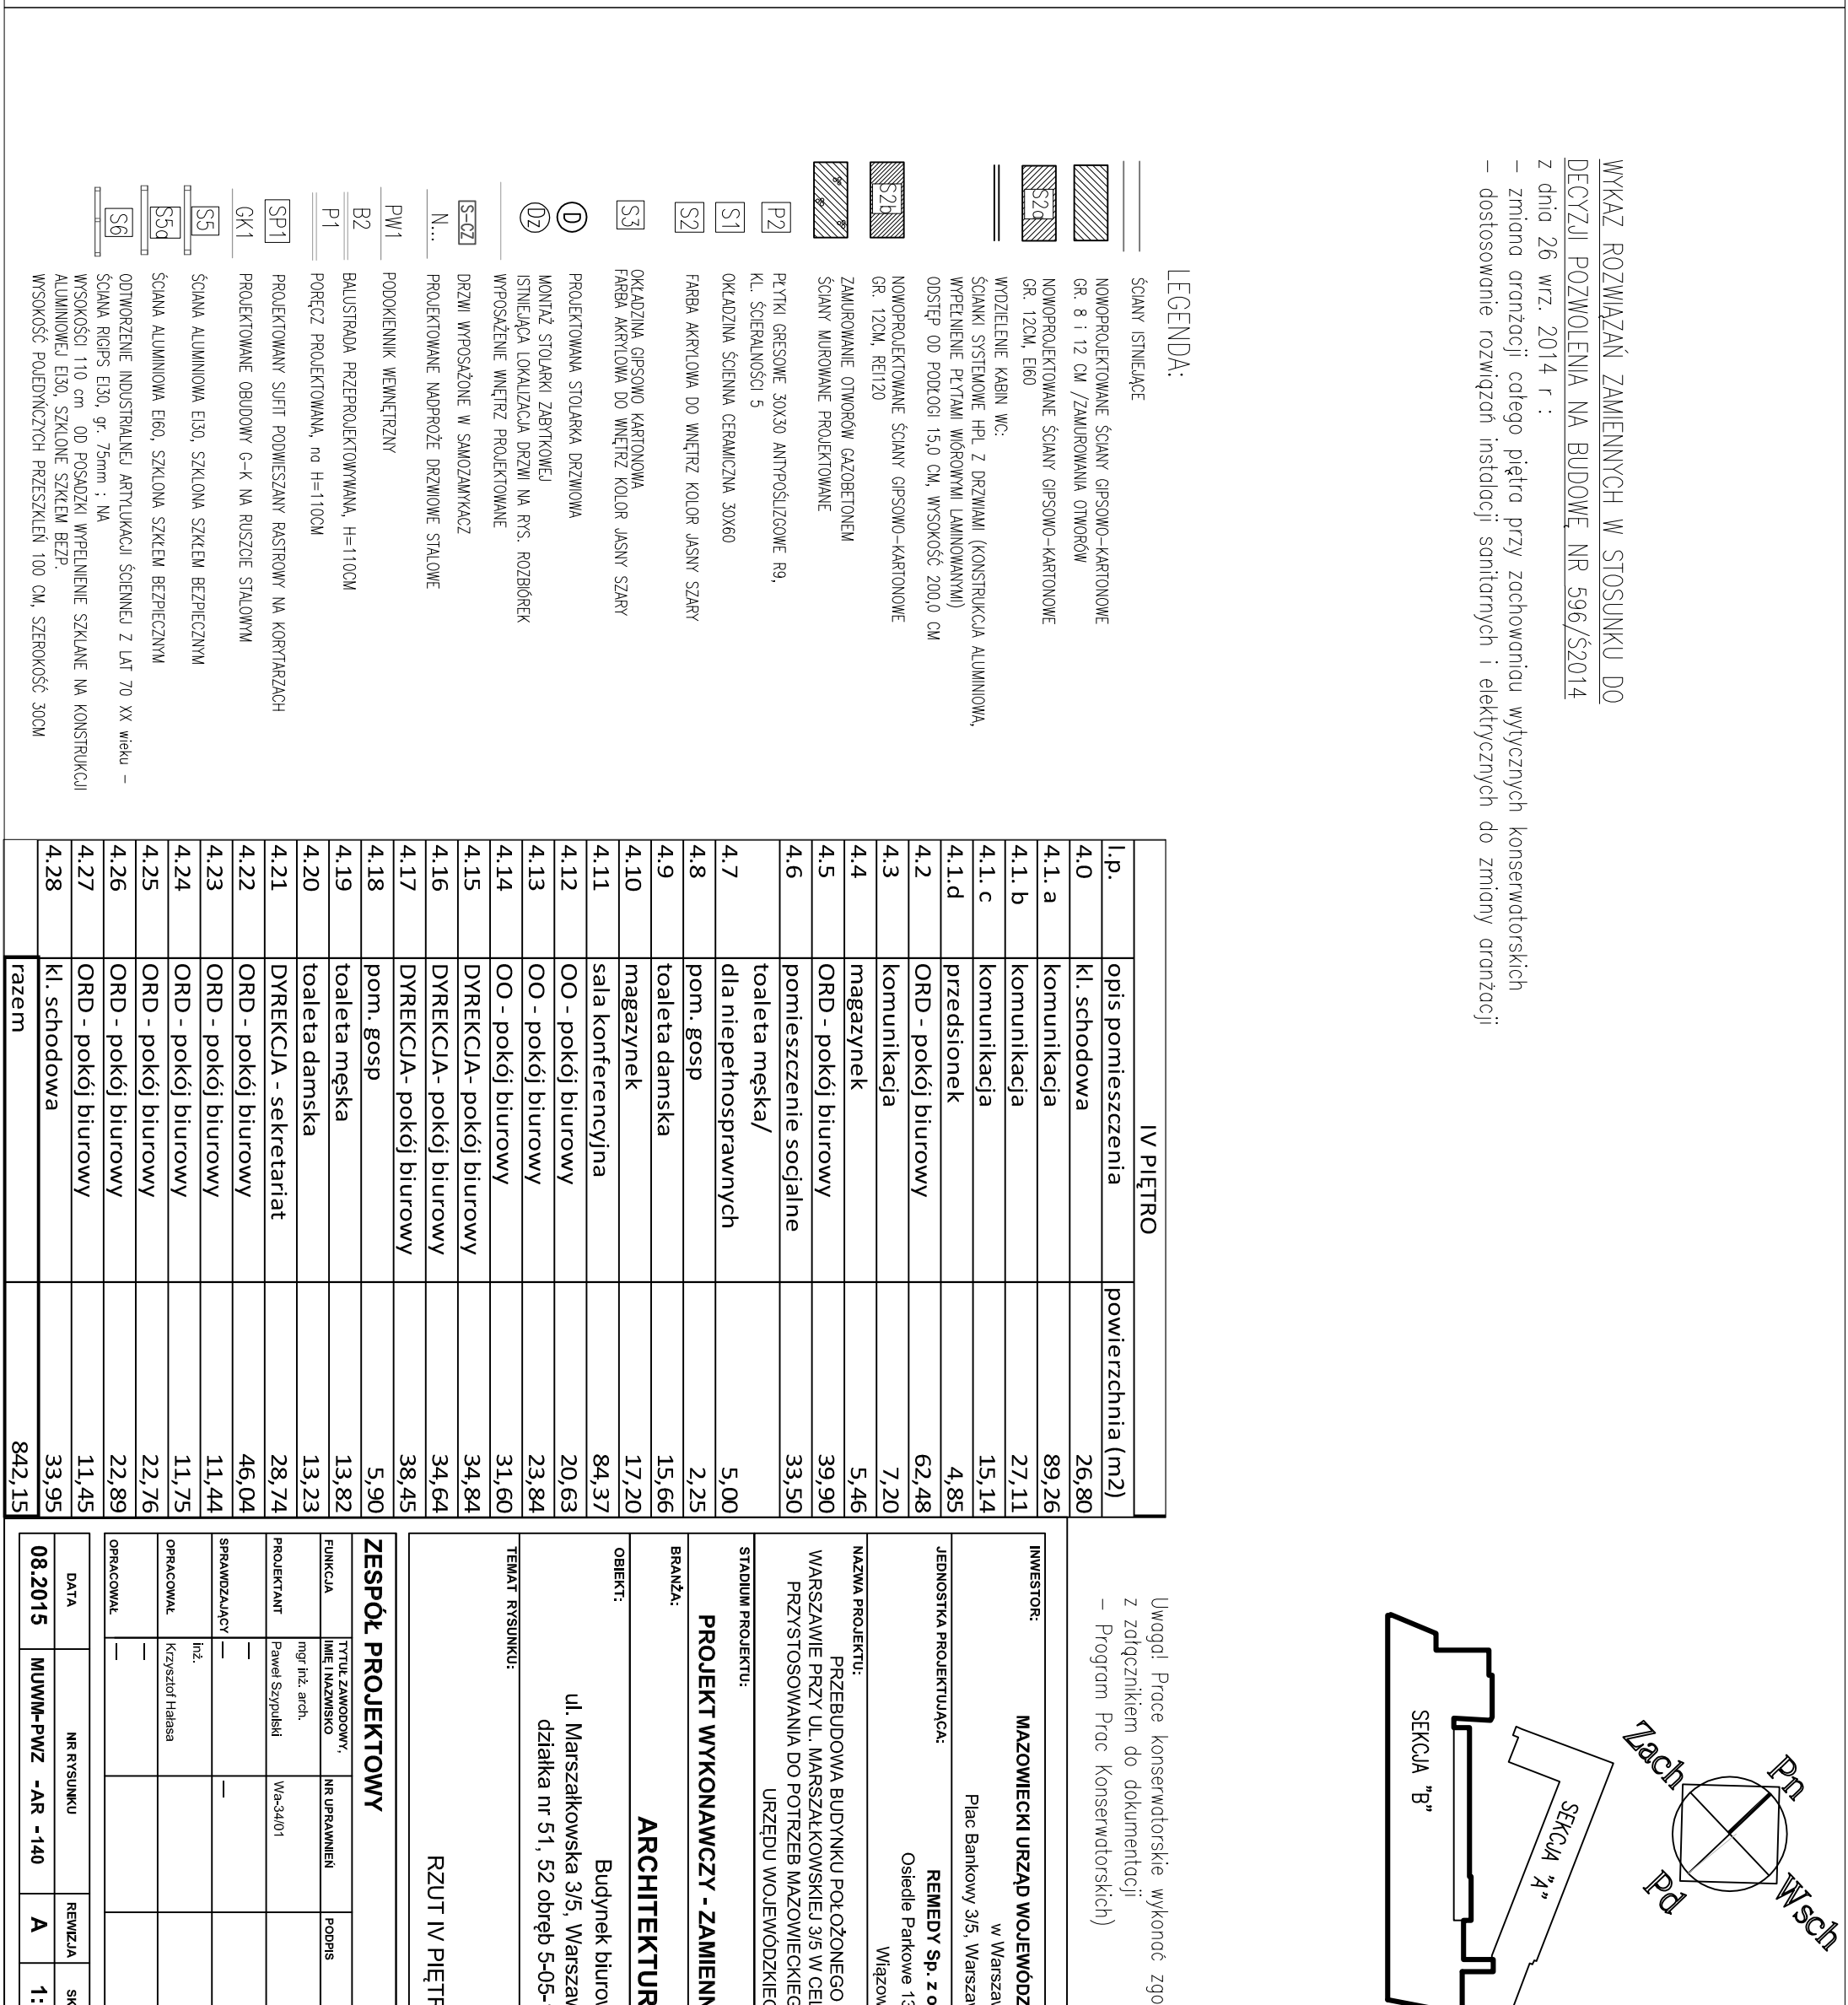 WYKAZ ROZWIĄZAŃ ZAMIENNYCH W STOSUNKU DO
DECYZJI POZWOLENIA NA BUDOWĘ NR 596/Ś2014
z dnia 26 wrz. 2014 r :
– zmiana aranżacji całego piętra przy zachowaniau wytycznych konserwatorskich
– dostosowanie rozwiązań instalacji sanitarnych i elektrycznych do zmiany aranżacji
LEGENDA:
ŚCIANY ISTNIEJĄCE
NOWOPROJEKTOWANE ŚCIANY GIPSOWO–KARTONOWE
GR. 8 i 12 CM /ZAMUROWANIA OTWORÓW
S2a NOWOPROJEKTOWANE ŚCIANY GIPSOWO–KARTONOWE
GR. 12CM, EI60
WYDZIELENIE KABIN WC:
ŚCIANKI SYSTEMOWE HPL Z DRZWIAMI (KONSTRUKCJA ALUMINIOWA,
WYPEŁNIENIE PŁYTAMI WIÓROWYMI LAMINOWANYMI)
ODSTĘP OD PODŁOGI 15,0 CM, WYSOKOŚĆ 200,0 CM
S2b NOWOPROJEKTOWANE ŚCIANY GIPSOWO–KARTONOWE
GR. 12CM, REI120
ZAMUROWANIE OTWORÓW GAZOBETONEM
ŚCIANY MUROWANE PROJEKTOWANE
P2 PŁYTKI GRESOWE 30X30 ANTYPOŚLIZGOWE R9,
KL. ŚCIERALNOŚCI 5
S1 OKŁADZINA ŚCIENNA CERAMICZNA 30X60
S2 FARBA AKRYLOWA DO WNĘTRZ KOLOR JASNY SZARY
S3 OKŁADZINA GIPSOWO KARTONOWA
FARBA AKRYLOWA DO WNĘTRZ KOLOR JASNY SZARY
D PROJEKTOWANA STOLARKA DRZWIOWA
Dz MONTAŻ STOLARKI ZABYTKOWEJ
ISTNIEJĄCA LOKALIZACJA DRZWI NA RYS. ROZBIÓREK
WYPOSAŻENIE WNĘTRZ PROJEKTOWANE
S-CZ DRZWI WYPOSAŻONE W SAMOZAMYKACZ
N... PROJEKTOWANE NADPROŻE DRZWIOWE STALOWE
PW1 PODOKIENNIK WEWNĘTRZNY
B2 BALUSTRADA PRZEPROJEKTOWYWANA, H=110CM
P1 PORĘCZ PROJEKTOWANA, na H=110CM
SP1 PROJEKTOWANY SUFIT PODWIESZANY RASTROWY NA KORYTARZACH
GK1 PROJEKTOWANE OBUDOWY G–K NA RUSZCIE STALOWYM
S5 ŚCIANA ALUMINIOWA EI30, SZKLONA SZKŁEM BEZPIECZNYM
S5a ŚCIANA ALUMINIOWA EI60, SZKLONA SZKŁEM BEZPIECZNYM
S6 ODTWORZENIE INDUSTRIALNEJ ARTYLUKACJI ŚCIENNEJ Z LAT 70 XX wieku –
ŚCIANA RIGIPS EI30, gr. 75mm ; NA
WYSOKOŚCI 110 cm OD POSADZKI WYPEŁNIENIE SZKLANE NA KONSTRUKCJI
ALUMINIOWEJ EI30, SZKLONE SZKŁEM BEZP.
WYSOKOŚĆ POJEDYŃCZYCH PRZESZKLEŃ 100 CM, SZEROKOŚĆ 30CM
IV PIĘTRO
l.p. opis pomieszczenia powierzchnia (m2)
4.0 kl. schodowa 26,80
4.1. a komunikacja 89,26
4.1. b komunikacja 27,11
4.1. c komunikacja 15,14
4.1.d przedsionek 4,85
4.2 ORD - pokój biurowy 62,48
4.3 komunikacja 7,20
4.4 magazynek 5,46
4.5 ORD - pokój biurowy 39,90
4.6 pomieszczenie socjalne 33,50
toaleta męska/
4.7 dla niepełnosprawnych 5,00
4.8 pom. gosp 2,25
4.9 toaleta damska 15,66
4.10 magazynek 17,20
4.11 sala konferencyjna 84,37
4.12 OO - pokój biurowy 20,63
4.13 OO - pokój biurowy 23,84
4.14 OO - pokój biurowy 31,60
4.15 DYREKCJA- pokój biurowy 34,84
4.16 DYREKCJA- pokój biurowy 34,64
4.17 DYREKCJA- pokój biurowy 38,45
4.18 pom. gosp 5,90
4.19 toaleta męska 13,82
4.20 toaleta damska 13,23
4.21 DYREKCJA - sekretariat 28,74
4.22 ORD - pokój biurowy 46,04
4.23 ORD - pokój biurowy 11,44
4.24 ORD - pokój biurowy 11,75
4.25 ORD - pokój biurowy 22,76
4.26 ORD - pokój biurowy 22,89
4.27 ORD - pokój biurowy 11,45
4.28 kl. schodowa 33,95
razem 842,15
Pn
Wsch
Zach
Pd
SEKCJA "A"
SEKCJA "B"
Uwaga! Prace konserwatorskie wykonać zgo
z załącznikiem do dokumentacji
– Program Prac Konserwatorskich)
INWESTOR:
MAZOWIECKI URZĄD WOJEWÓDZ
w Warszaw
Plac Bankowy 3/5, Warszaw
JEDNOSTKA PROJEKTUJĄCA:
REMEDY Sp. z o
Osiedle Parkowe 13
Wiązow
NAZWA PROJEKTU:
PRZEBUDOWA BUDYNKU POŁOŻONEGO
WARSZAWIE PRZY UL. MARSZAŁKOWSKIEJ 3/5 W CEL
PRZYSTOSOWANIA DO POTRZEB MAZOWIECKIEG
URZĘDU WOJEWÓDZKIEG
STADIUM PROJEKTU:
PROJEKT WYKONAWCZY - ZAMIENN
BRANŻA:
ARCHITEKTUR
OBIEKT:
Budynek biurow
ul. Marszałkowska 3/5, Warszaw
działka nr 51, 52 obręb 5-05-
TEMAT RYSUNKU:
RZUT IV PIĘTR
ZESPÓŁ PROJEKTOWY
FUNKCJA TYTUŁ ZAWODOWY, IMIĘ I NAZWISKO NR UPRAWNIEŃ PODPIS
PROJEKTANT mgr inż. arch. Paweł Szypulski Wa-34/01
SPRAWDZAJĄCY — — —
OPRACOWAŁ inż. Krzysztof Hałasa
OPRACOWAŁ — —
DATA NR RYSUNKU REWIZJA SK
08.2015 MUWM-PWZ -AR -140 A 1: